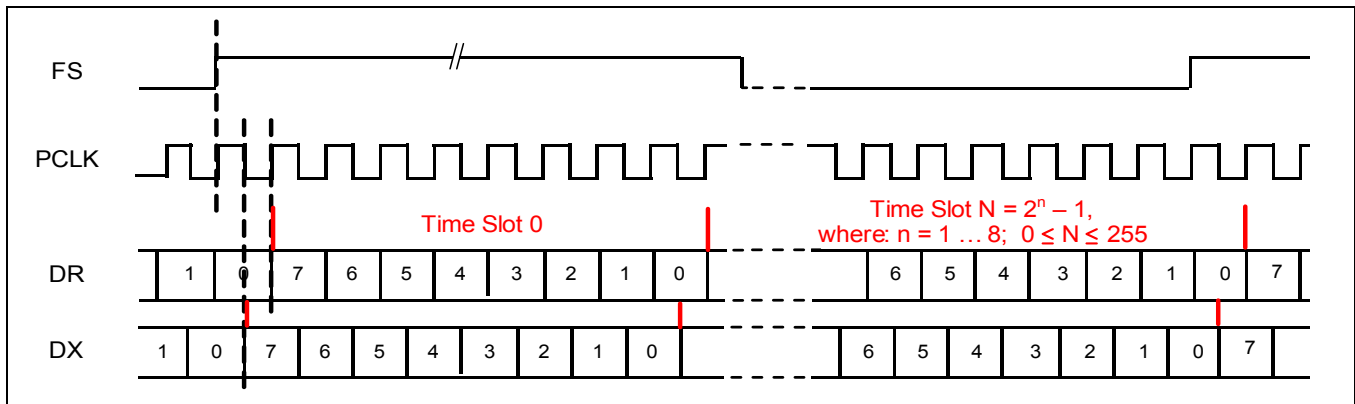 FS
PCLK
Time Slot 0
Time Slot N = 2ⁿ – 1,
where: n = 1 … 8; 0 ≤ N ≤ 255
DR 1 0 7 6 5 4 3 2 1 0 6 5 4 3 2 1 0 7
DX 1 0 7 6 5 4 3 2 1 0 6 5 4 3 2 1 0 7